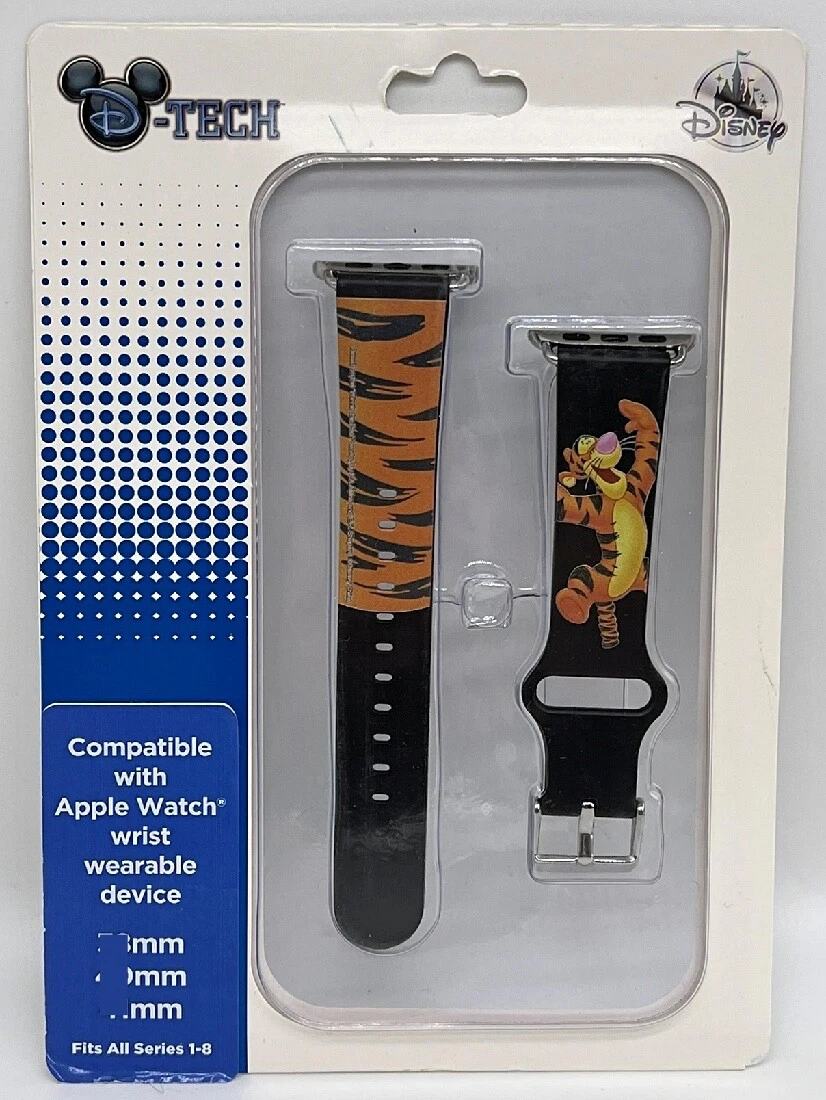 D-TECH
Disney
Compatible
with
Apple Watch®
wrist
wearable
device
mm
mm
mm
Fits All Series 1-8